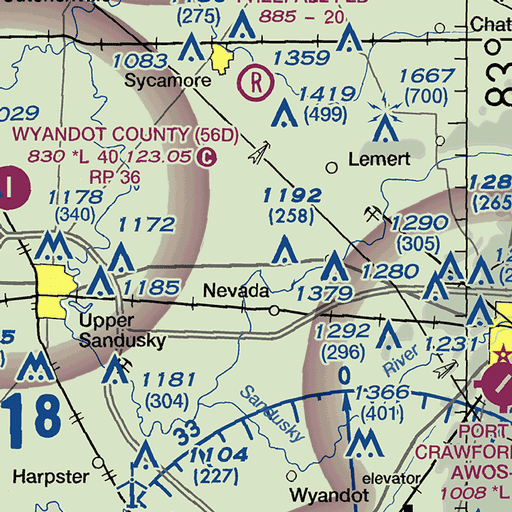 (275)
885 - 20
Chat
1083
1359
Sycamore
R
1667
(700)
83°
1419
(499)
029
WYANDOT COUNTY (56D)
830 *L 40 123.05 C
RP 36
Lemert
1178
(340)
1192
(258)
128
(265
1172
1290
(305)
1280
12
1185
Nevada
1379
Upper
Sandusky
1292
(296)
1231
River
1181
(304)
Sandusky
0
1366
(401)
18
33
1104
(227)
PORT
CRAWFOR
AWOS-
1008 *L
Harpster
elevator
Wyandot